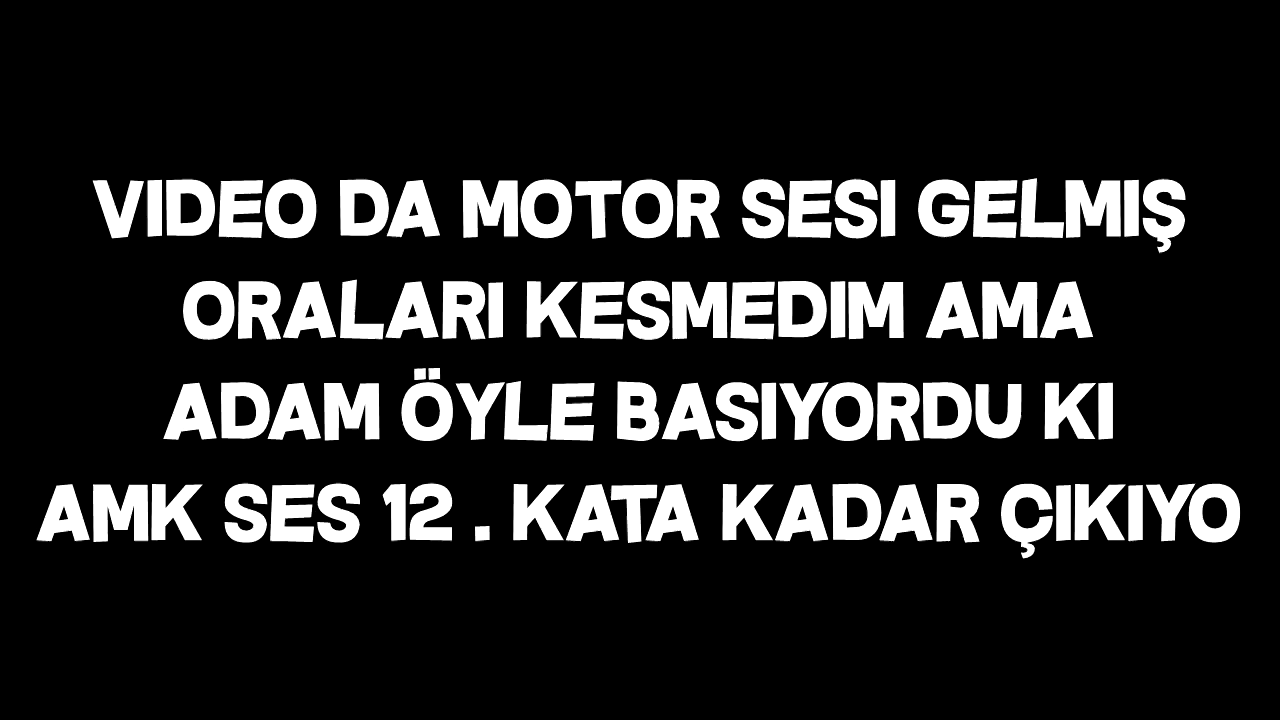 VIDEO DA MOTOR SESI GELMIŞ
ORALARI KESMEDIM AMA
ADAM ÖYLE BASIYORDU KI
AMK SES 12 . KATA KADAR ÇIKIYO